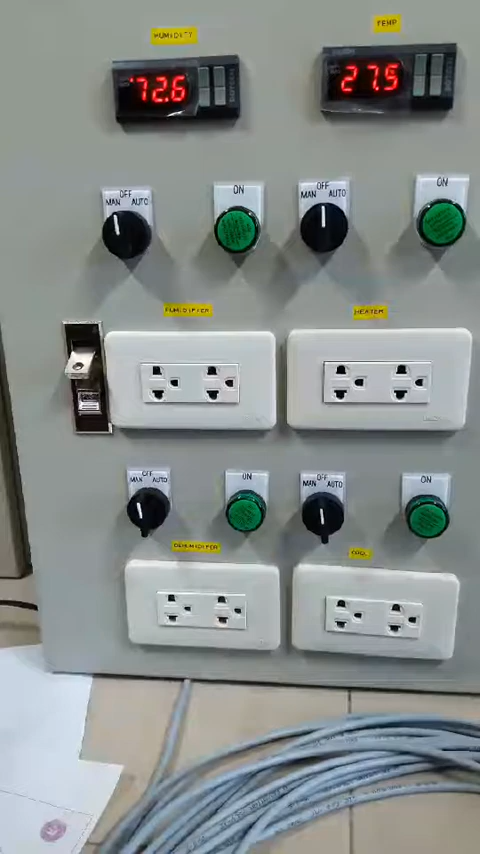 HUMIDITY
TEMP
72.6
27.5
OFF
MAN AUTO
ON
OFF
MAN AUTO
ON
HUMIDIFIER
HEATER
OFF
MAN AUTO
ON
OFF
MAN AUTO
ON
DEHUMIDIFER
COOL